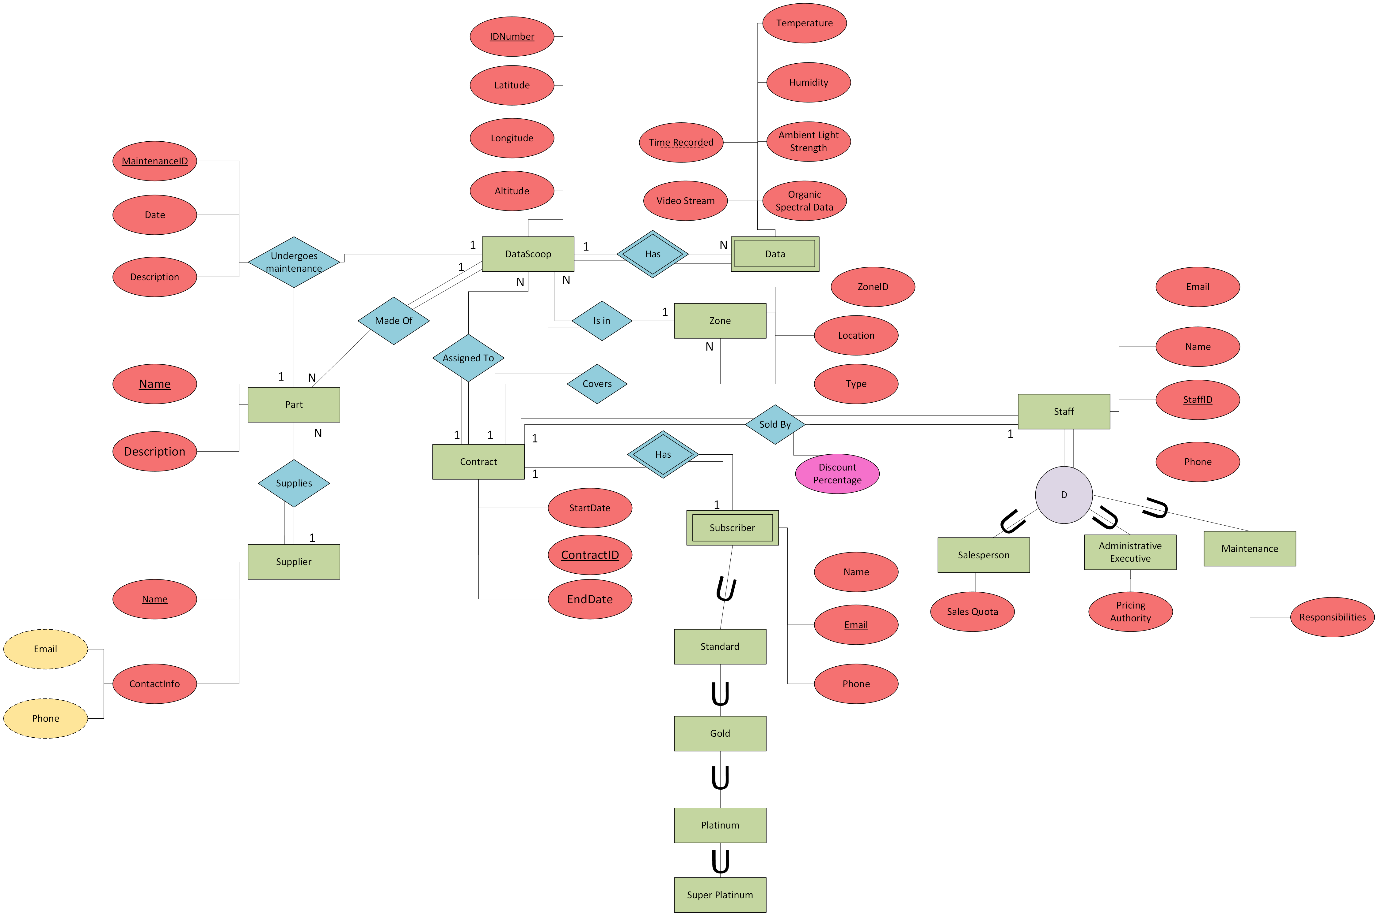 IDNumber
Latitude
Longitude
Altitude
Temperature
Humidity
Time Recorded
Ambient Light
Strength
Video Stream
Organic
Spectral Data
MaintenanceID
Date
Description
Undergoes
maintenance
1
1
DataScoop
1
Has
N
Data
N
N
Made Of
Is in
1
Zone
N
ZoneID
Location
Type
Email
Name
StaffID
Phone
Assigned To
Covers
Name
Description
1
N
Part
N
Supplies
1
Supplier
Name
Email
ContactInfo
Phone
1
1
1
Contract
1
Has
Sold By
1
Staff
Discount
Percentage
StartDate
ContractID
EndDate
1
Subscriber
Name
Email
Phone
D
Salesperson
Administrative
Executive
Maintenance
Sales Quota
Pricing
Authority
Responsibilities
Standard
Gold
Platinum
Super Platinum